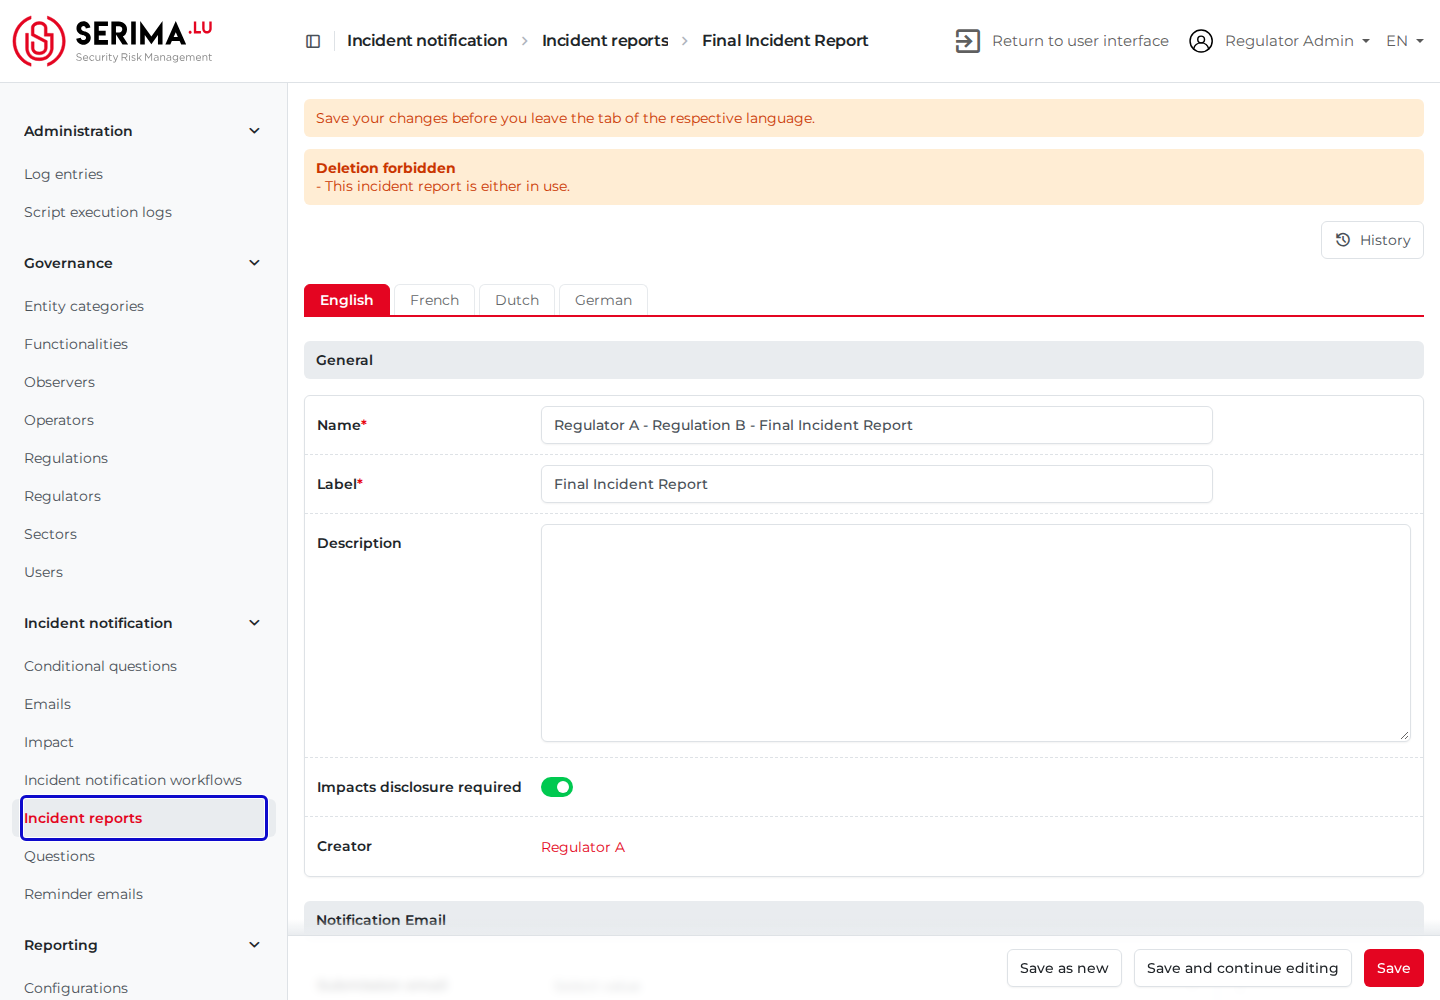 SERIMA.LU
Security Risk Management
Incident notification
Incident reports
Final Incident Report
Return to user interface
Regulator Admin
EN
Administration
Log entries
Script execution logs
Governance
Entity categories
Functionalities
Observers
Operators
Regulations
Regulators
Sectors
Users
Incident notification
Conditional questions
Emails
Impact
Incident notification workflows
Incident reports
Questions
Reminder emails
Reporting
Configurations
Save your changes before you leave the tab of the respective language.
Deletion forbidden
- This incident report is either in use.
History
English
French
Dutch
German
General
Name*
Regulator A - Regulation B - Final Incident Report
Label*
Final Incident Report
Description
Impacts disclosure required
Creator
Regulator A
Notification Email
Save as new
Save and continue editing
Save